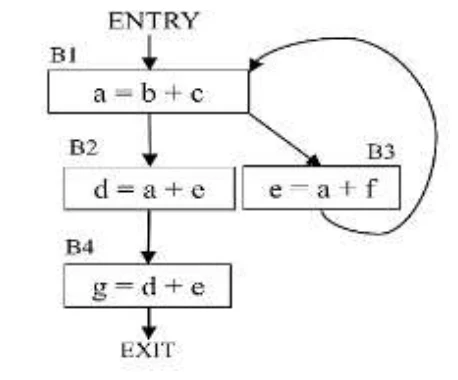 ENTRY
B1
a = b + c
B2
B3
d = a + e
e = a + f
B4
g = d + e
EXIT